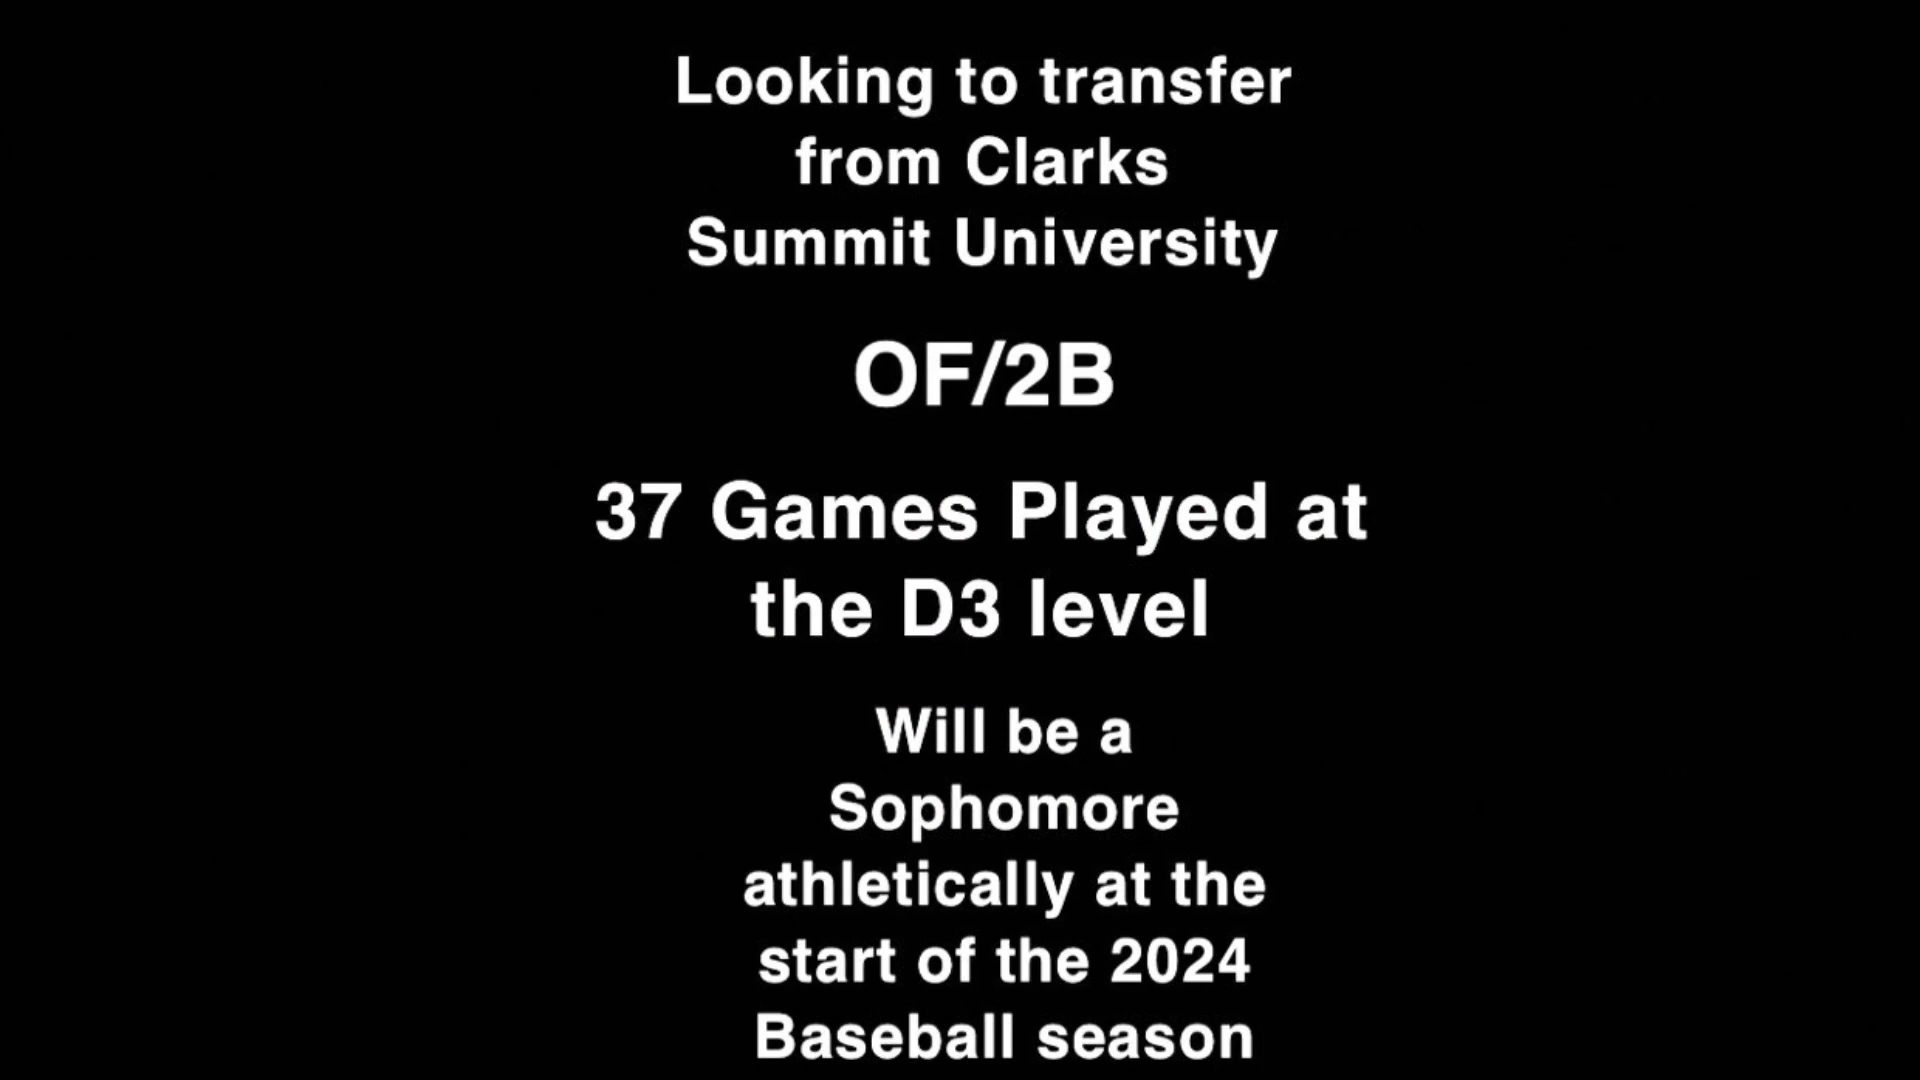 Looking to transfer
from Clarks
Summit University
OF/2B
37 Games Played at
the D3 level
Will be a
Sophomore
athletically at the
start of the 2024
Baseball season